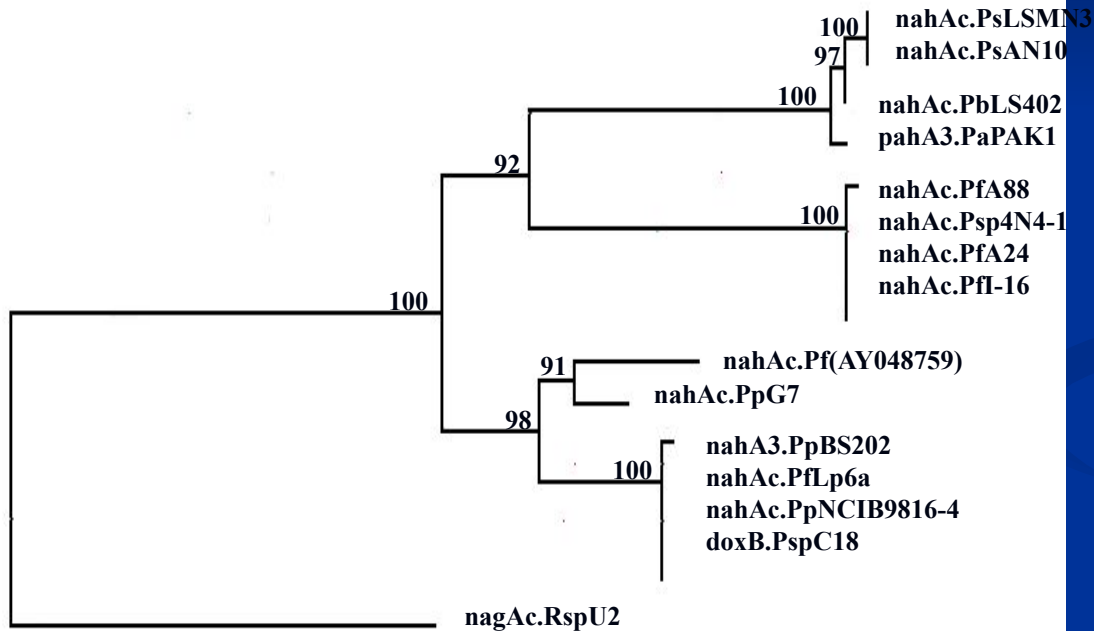 nahAc.PsLSMN3
100
nahAc.PsAN10
97
100
nahAc.PbLS402
pahA3.PaPAK1
92
nahAc.PfA88
100
nahAc.Psp4N4-1
nahAc.PfA24
nahAc.PfI-16
100
nahAc.Pf(AY048759)
91
nahAc.PpG7
98
nahA3.PpBS202
100
nahAc.PfLp6a
nahAc.PpNCIB9816-4
doxB.PspC18
nagAc.RspU2